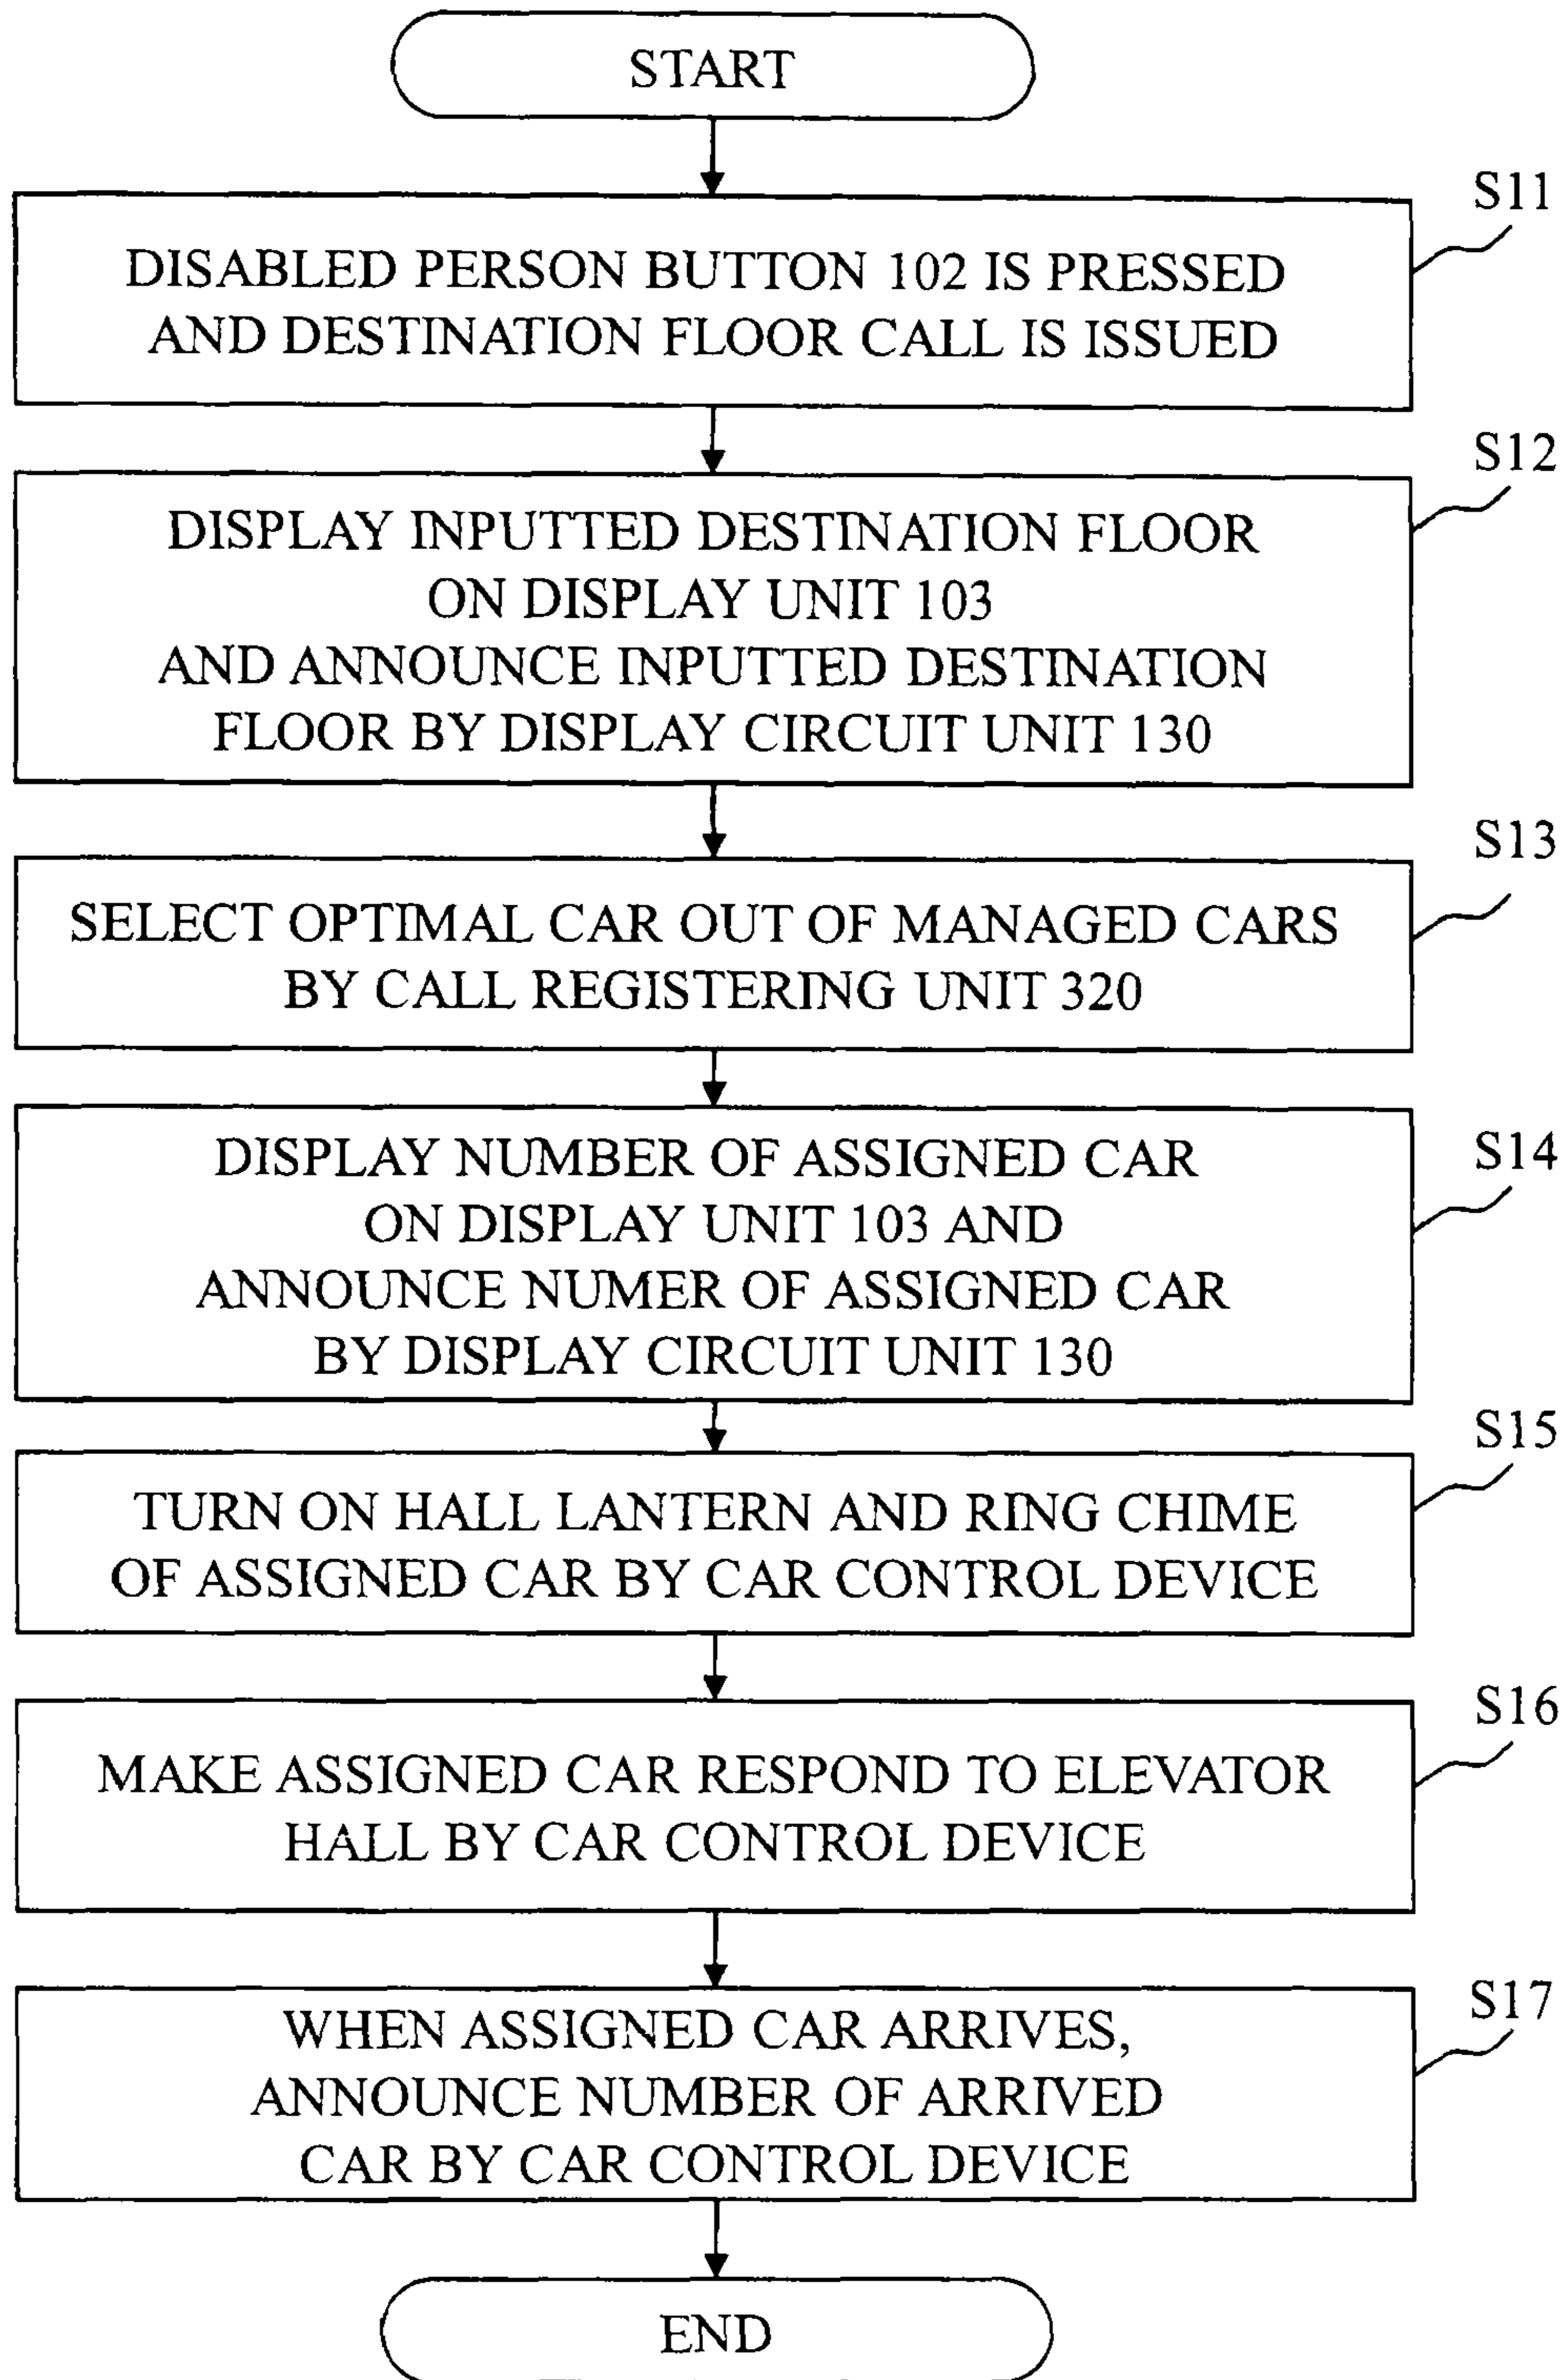 START
S11
DISABLED PERSON BUTTON 102 IS PRESSED
AND DESTINATION FLOOR CALL IS ISSUED
S12
DISPLAY INPUTTED DESTINATION FLOOR
ON DISPLAY UNIT 103
AND ANNOUNCE INPUTTED DESTINATION
FLOOR BY DISPLAY CIRCUIT UNIT 130
S13
SELECT OPTIMAL CAR OUT OF MANAGED CARS
BY CALL REGISTERING UNIT 320
S14
DISPLAY NUMBER OF ASSIGNED CAR
ON DISPLAY UNIT 103 AND
ANNOUNCE NUMER OF ASSIGNED CAR
BY DISPLAY CIRCUIT UNIT 130
S15
TURN ON HALL LANTERN AND RING CHIME
OF ASSIGNED CAR BY CAR CONTROL DEVICE
S16
MAKE ASSIGNED CAR RESPOND TO ELEVATOR
HALL BY CAR CONTROL DEVICE
S17
WHEN ASSIGNED CAR ARRIVES,
ANNOUNCE NUMBER OF ARRIVED
CAR BY CAR CONTROL DEVICE
END